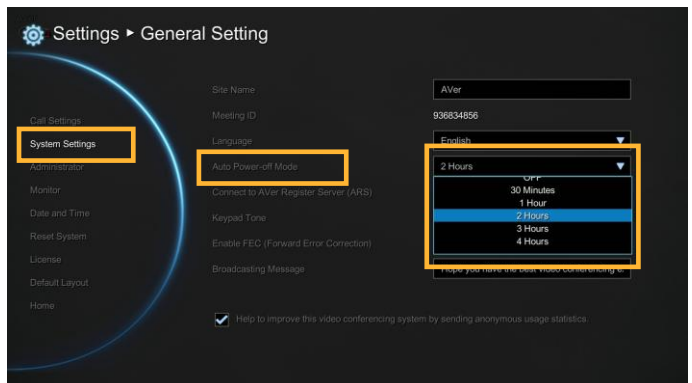 Settings ▸ General Setting
Site Name
AVer
Meeting ID
936834856
Call Settings
Language
English
System Settings
Auto Power-off Mode
2 Hours
Administrator
OFF
30 Minutes
Monitor
Connect to AVer Register Server (ARS)
1 Hour
2 Hours
Date and Time
Keypad Tone
3 Hours
Reset System
Enable FEC (Forward Error Correction)
4 Hours
License
Broadcasting Message
Hope you have the best video conferencing e
Default Layout
Home
Help to improve this video conferencing system by sending anonymous usage statistics.